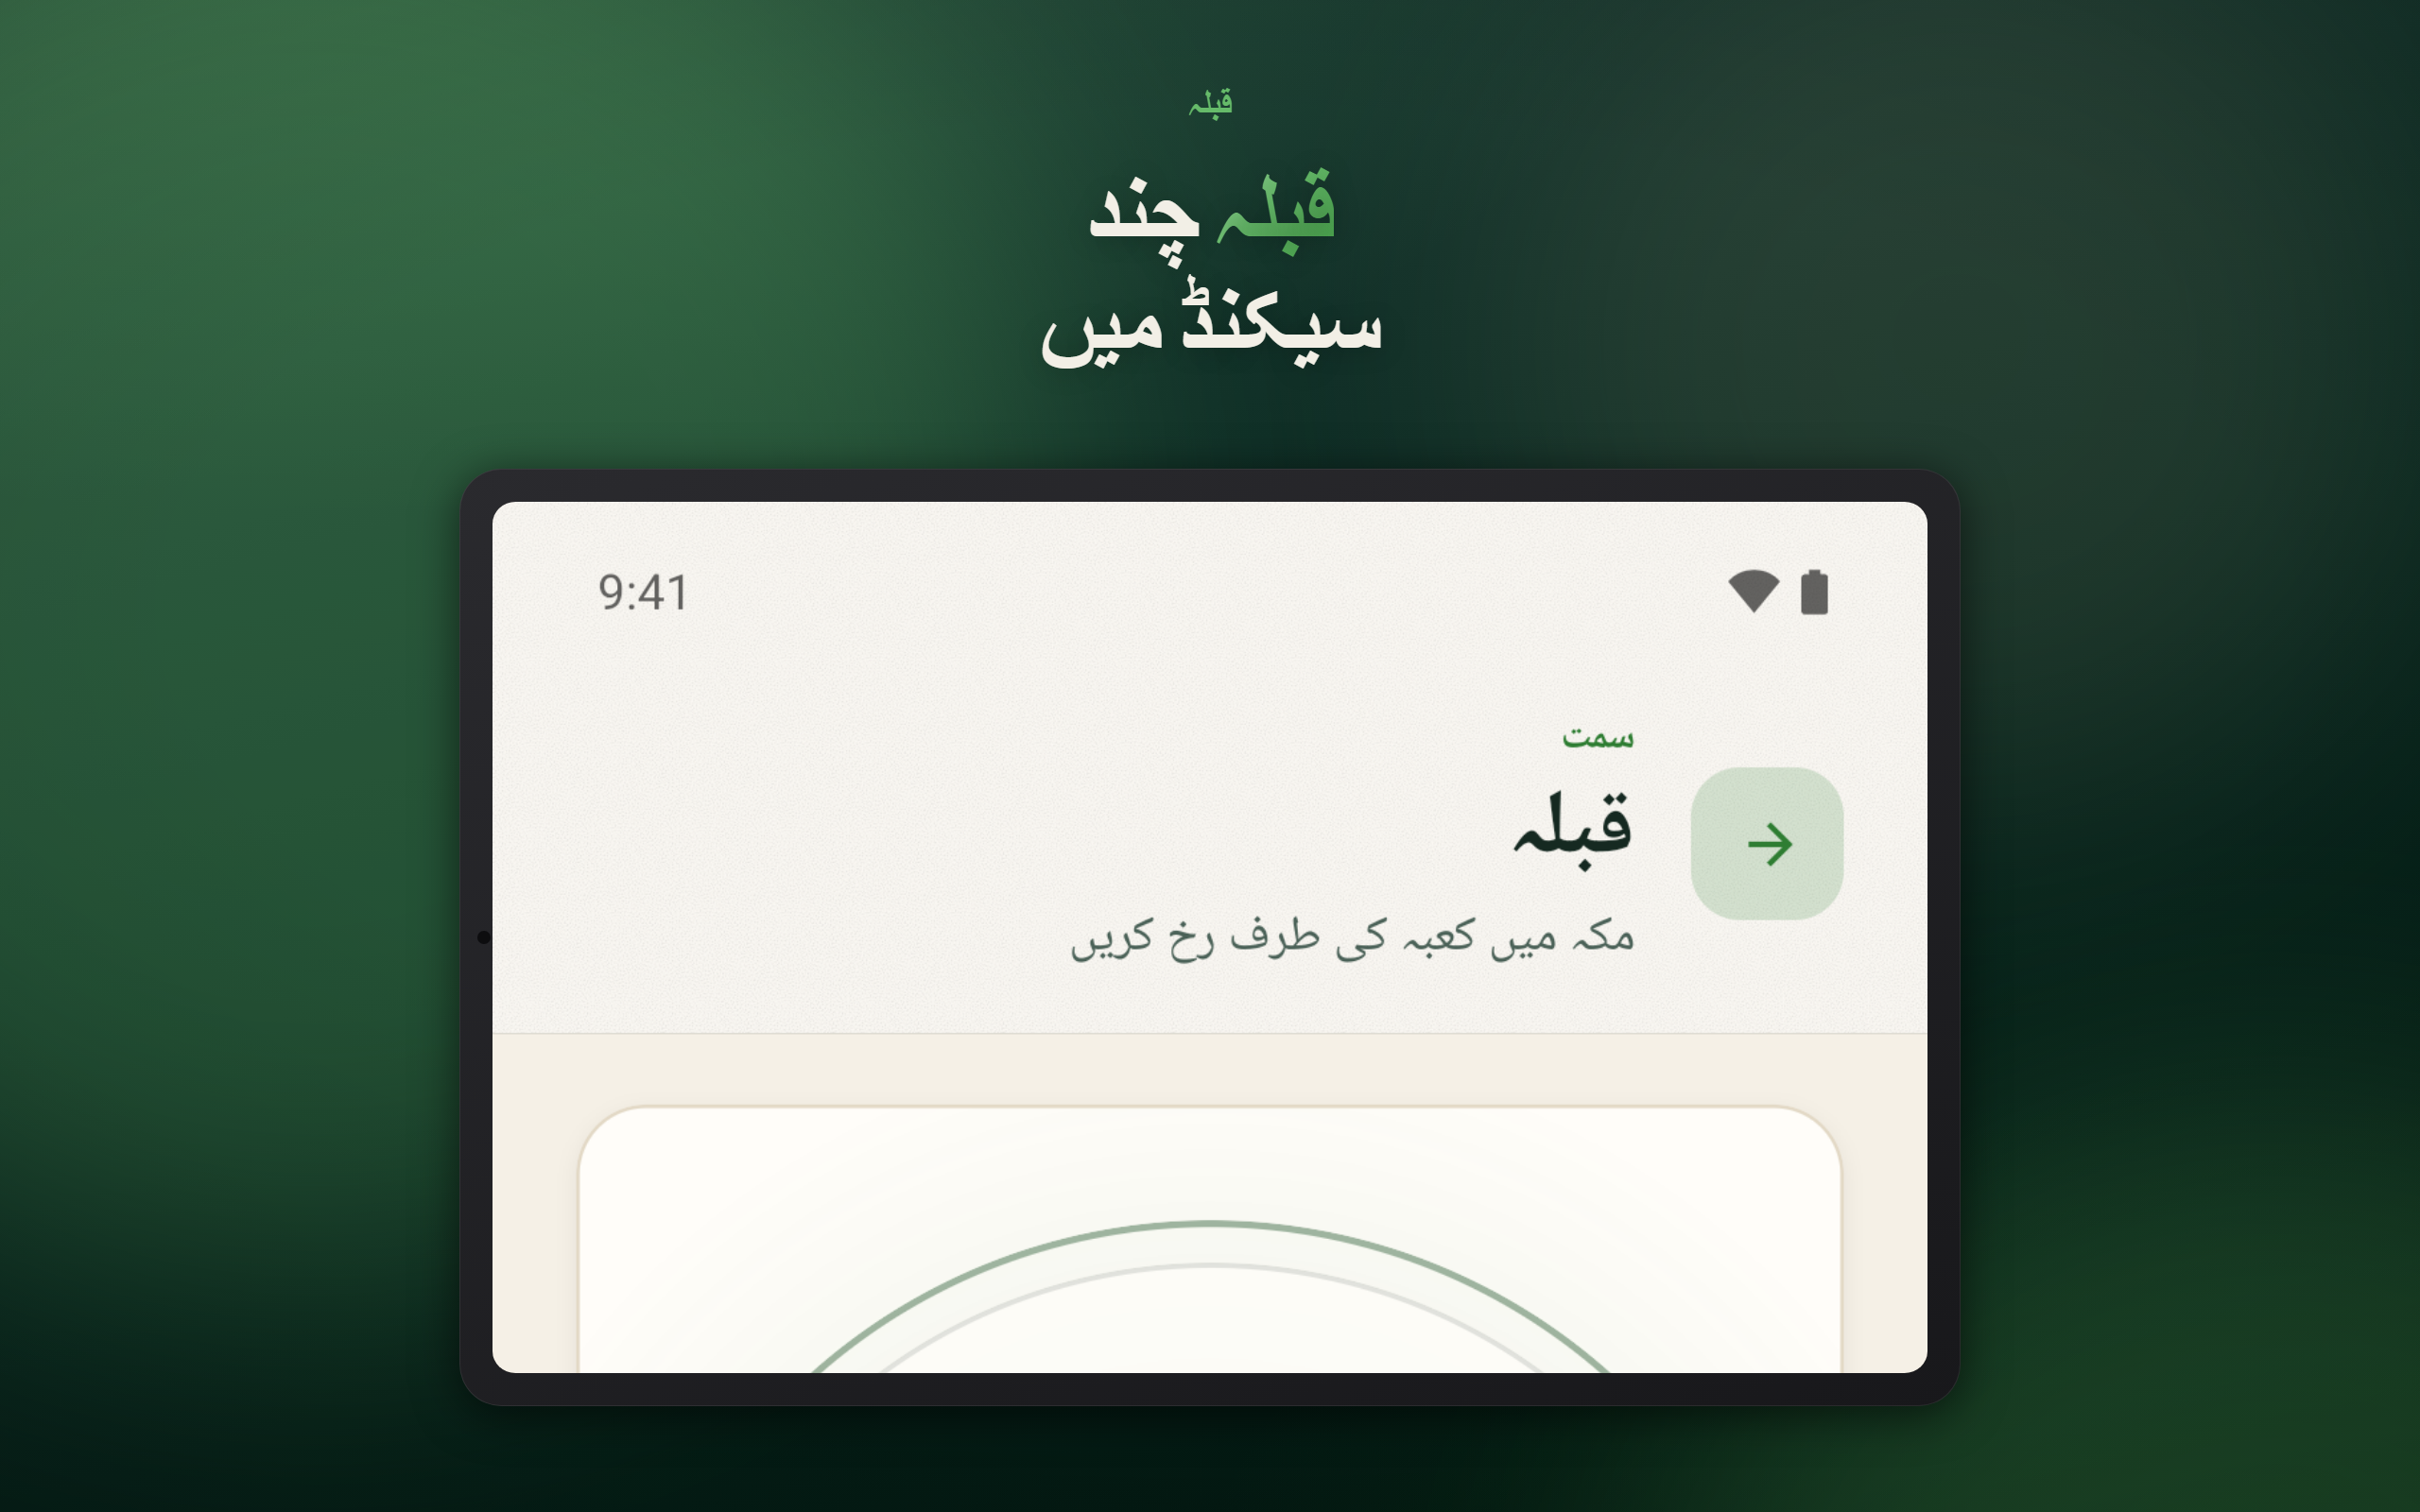 قبلہ
قبلہ چند
سیکنڈ میں
9:41
سمت
قبلہ
مکہ میں کعبہ کی طرف رخ کریں